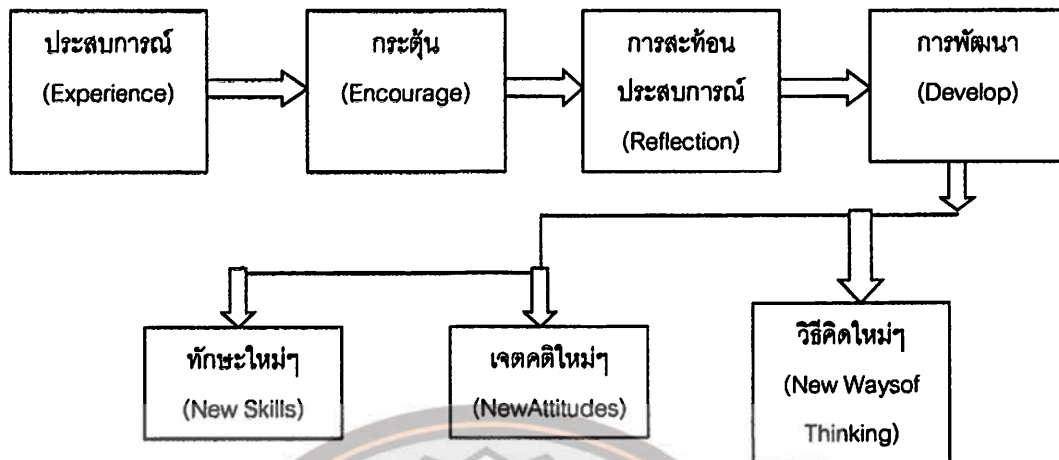 ประสบการณ์
(Experience)
กระตุ้น
(Encourage)
การสะท้อน
ประสบการณ์
(Reflection)
การพัฒนา
(Develop)
ทักษะใหม่ๆ
(New Skills)
เจตคติใหม่ๆ
(NewAttitudes)
วิธีคิดใหม่ๆ
(New Waysof
Thinking)